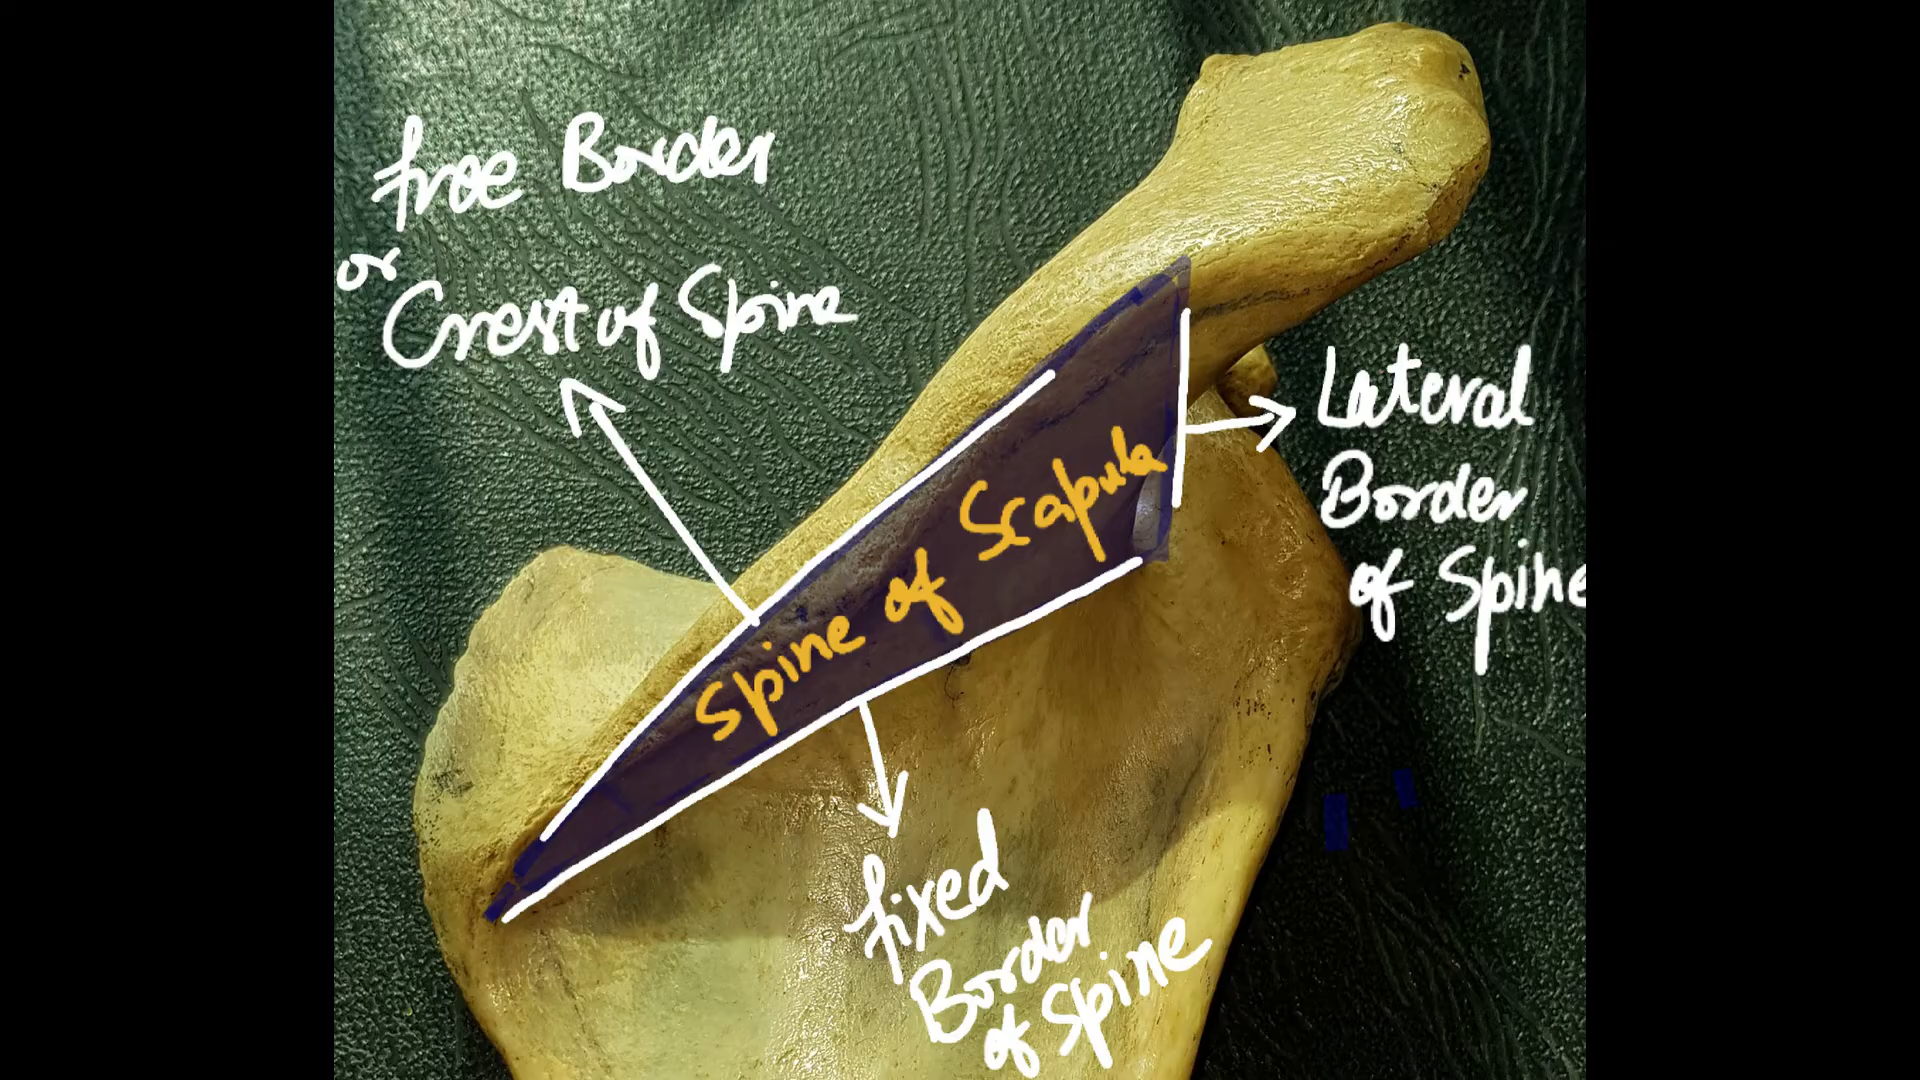 free Border
or
Crest of Spine
Spine of Scapula
Lateral
Border
of Spine
fixed
Border
of Spine